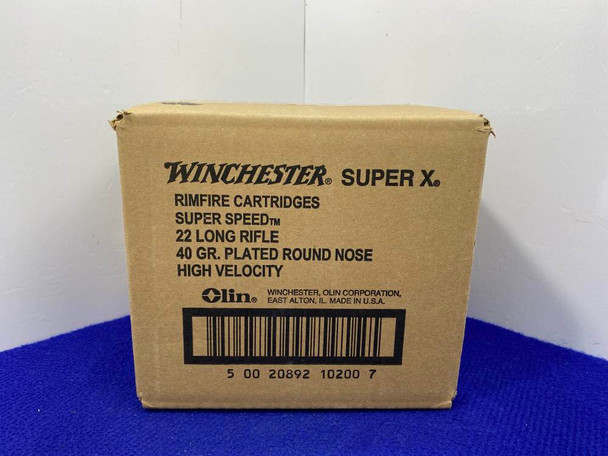 WINCHESTER® SUPER X®
RIMFIRE CARTRIDGES
SUPER SPEED™
22 LONG RIFLE
40 GR. PLATED ROUND NOSE
HIGH VELOCITY
Olin® WINCHESTER, OLIN CORPORATION,
EAST ALTON, IL. MADE IN U.S.A.
5 00 20892 10200 7